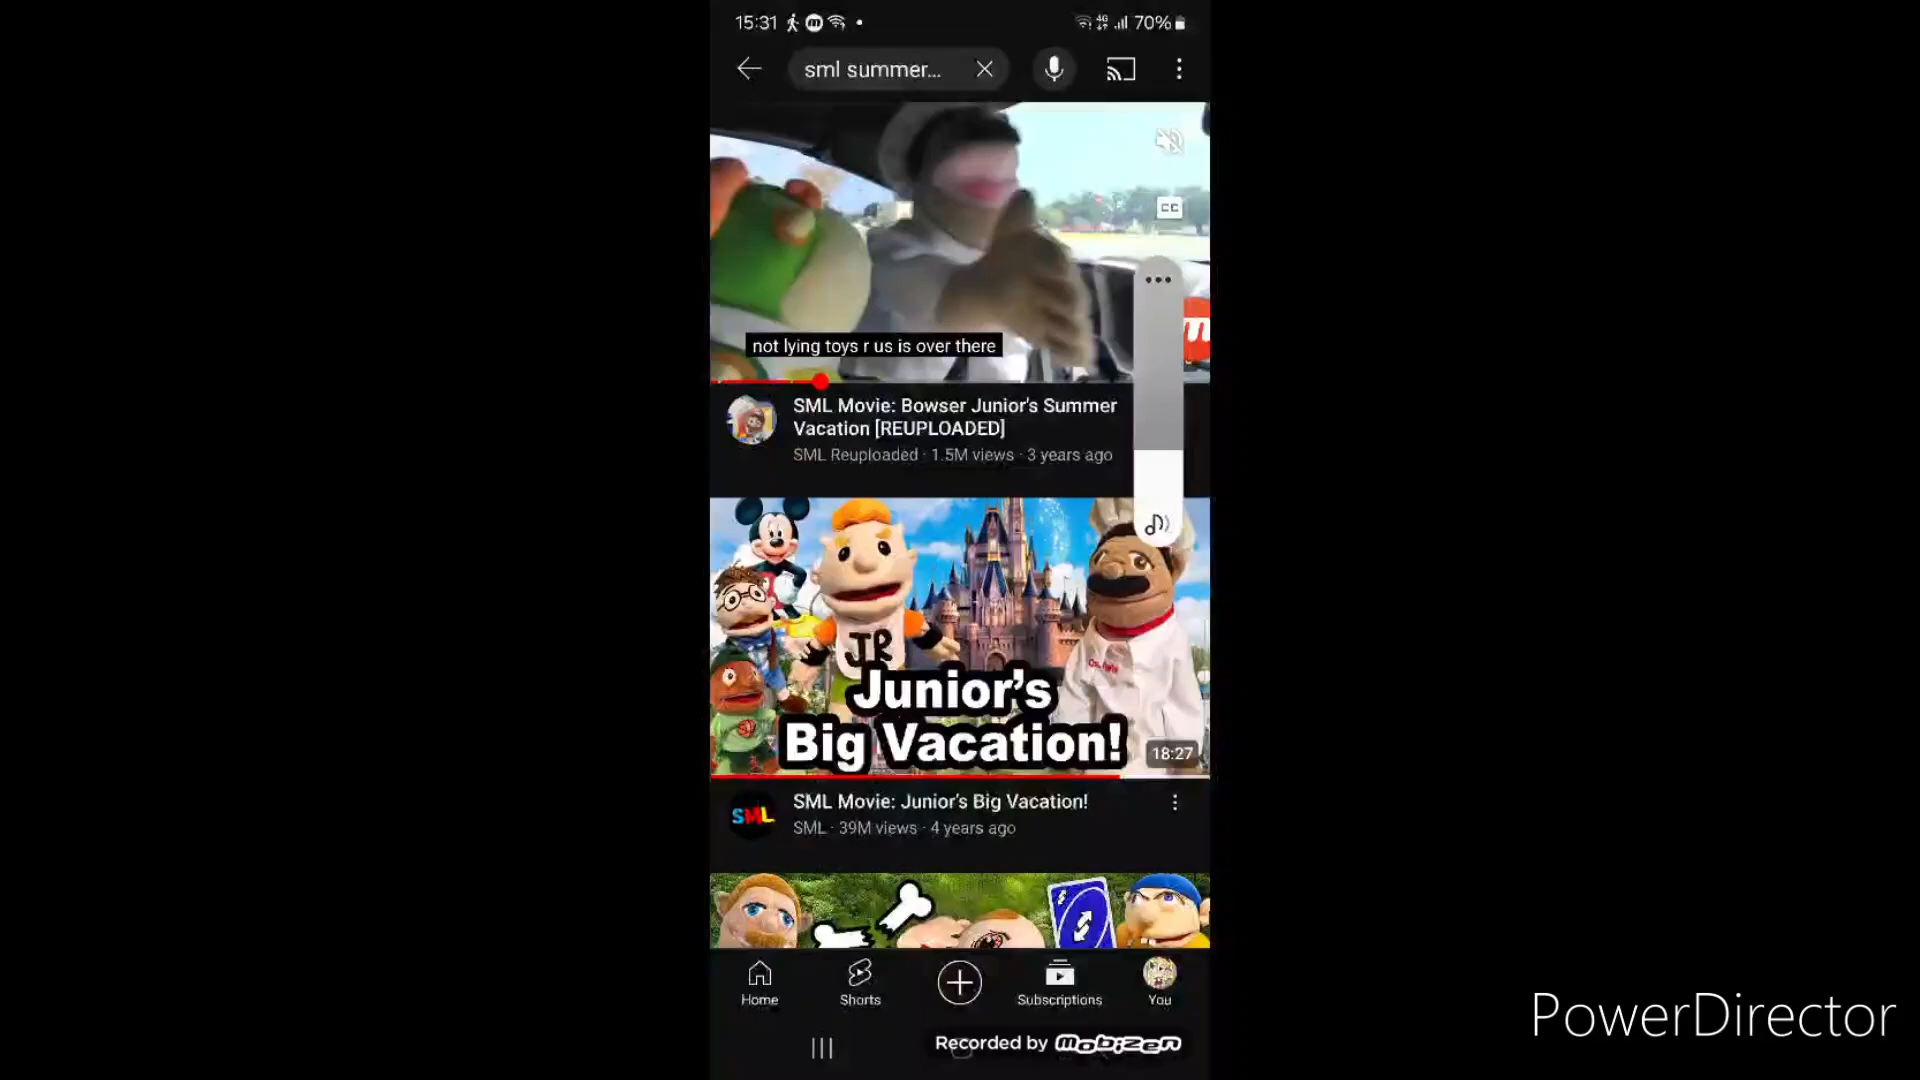 15:31
4G
70%
sml summer...
CC
not lying toys r us is over there
m
SML Movie: Bowser Junior's Summer
Vacation [REUPLOADED]
SML Reuploaded · 1.5M views · 3 years ago
JR
Junior's
Big Vacation!
18:27
SML
SML Movie: Junior's Big Vacation!
SML · 39M views · 4 years ago
Home
Shorts
Subscriptions
You
Recorded by Mobizen
PowerDirector